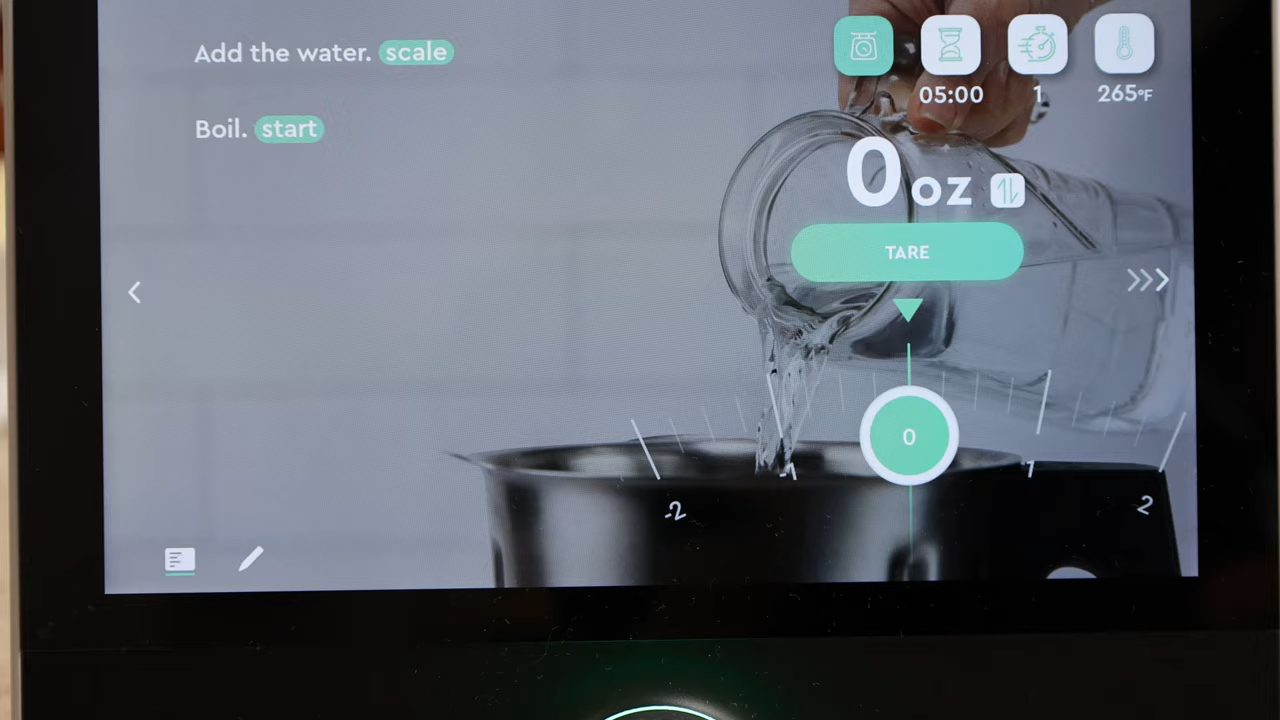 Add the water. scale
Boil. start
05:00 1 265°F
0 oz
TARE
0
-2 -1 1 2